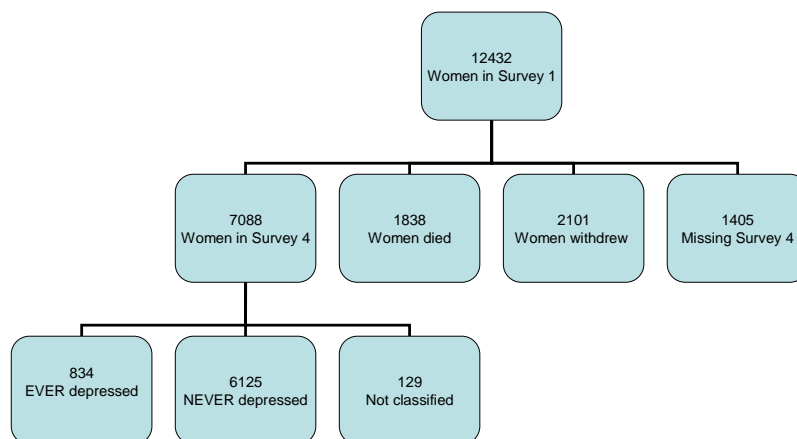 12432
Women in Survey 1
7088
Women in Survey 4
1838
Women died
2101
Women withdrew
1405
Missing Survey 4
834
EVER depressed
6125
NEVER depressed
129
Not classified